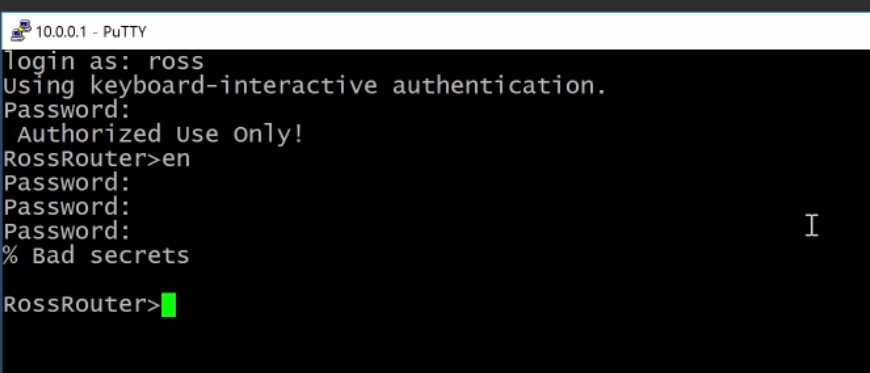 10.0.0.1 - PuTTY
login as: ross
Using keyboard-interactive authentication.
Password:
 Authorized Use Only!
RossRouter>en
Password:
Password:
Password:
% Bad secrets
RossRouter>